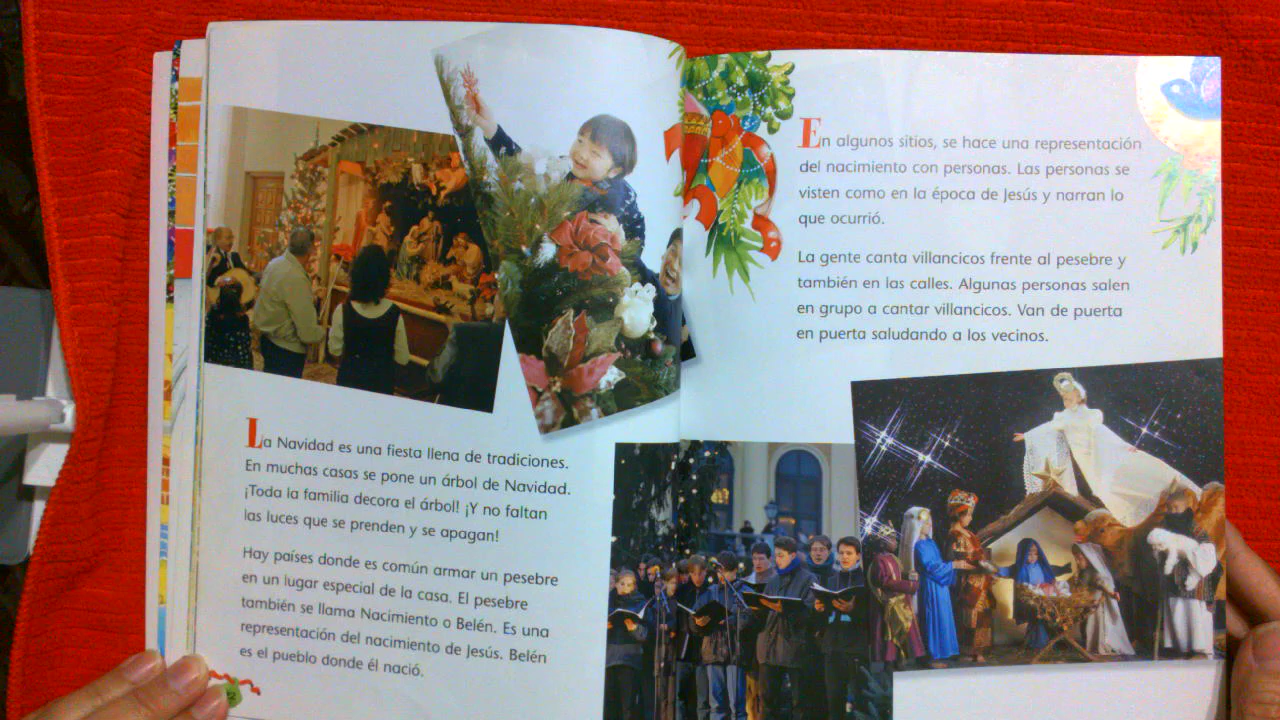 La Navidad es una fiesta llena de tradiciones.
En muchas casas se pone un árbol de Navidad.
¡Toda la familia decora el árbol! ¡Y no faltan
las luces que se prenden y se apagan!
Hay países donde es común armar un pesebre
en un lugar especial de la casa. El pesebre
también se llama Nacimiento o Belén. Es una
representación del nacimiento de Jesús. Belén
es el pueblo donde él nació.
En algunos sitios, se hace una representación
del nacimiento con personas. Las personas se
visten como en la época de Jesús y narran lo
que ocurrió.
La gente canta villancicos frente al pesebre y
también en las calles. Algunas personas salen
en grupo a cantar villancicos. Van de puerta
en puerta saludando a los vecinos.